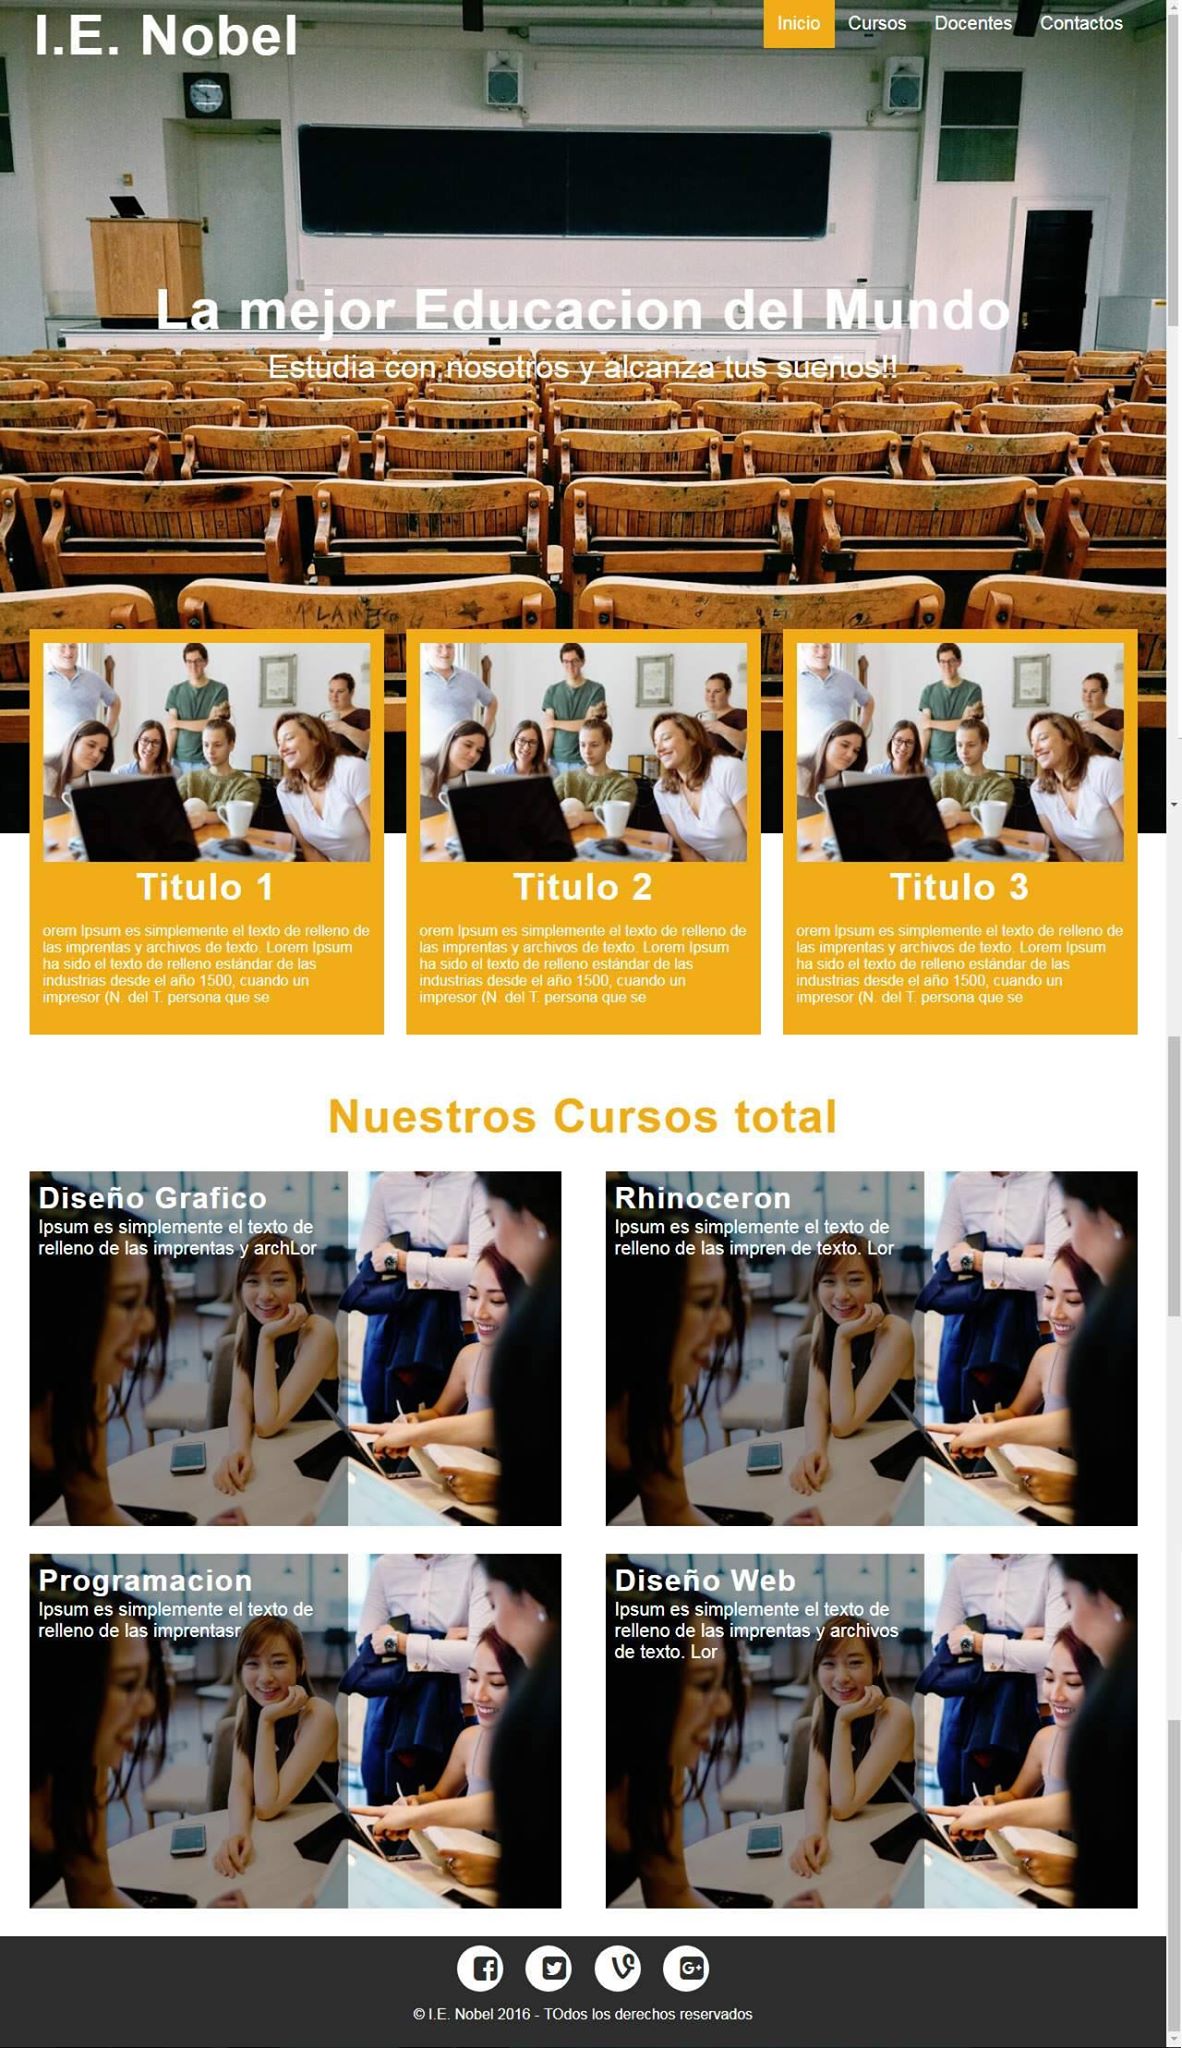 I.E. Nobel
Inicio Cursos Docentes Contactos
La mejor Educacion del Mundo
Estudia con nosotros y alcanza tus sueños!!
Titulo 1
orem Ipsum es simplemente el texto de relleno de
las imprentas y archivos de texto. Lorem Ipsum
ha sido el texto de relleno estándar de las
industrias desde el año 1500, cuando un
impresor (N. del T. persona que se
Titulo 2
orem Ipsum es simplemente el texto de relleno de
las imprentas y archivos de texto. Lorem Ipsum
ha sido el texto de relleno estándar de las
industrias desde el año 1500, cuando un
impresor (N. del T. persona que se
Titulo 3
orem Ipsum es simplemente el texto de relleno de
las imprentas y archivos de texto. Lorem Ipsum
ha sido el texto de relleno estándar de las
industrias desde el año 1500, cuando un
impresor (N. del T. persona que se
Nuestros Cursos total
Diseño Grafico
Ipsum es simplemente el texto de
relleno de las imprentas y archLor
Rhinoceron
Ipsum es simplemente el texto de
relleno de las impren de texto. Lor
Programacion
Ipsum es simplemente el texto de
relleno de las imprentasr
Diseño Web
Ipsum es simplemente el texto de
relleno de las imprentas y archivos
de texto. Lor
© I.E. Nobel 2016 - TOdos los derechos reservados